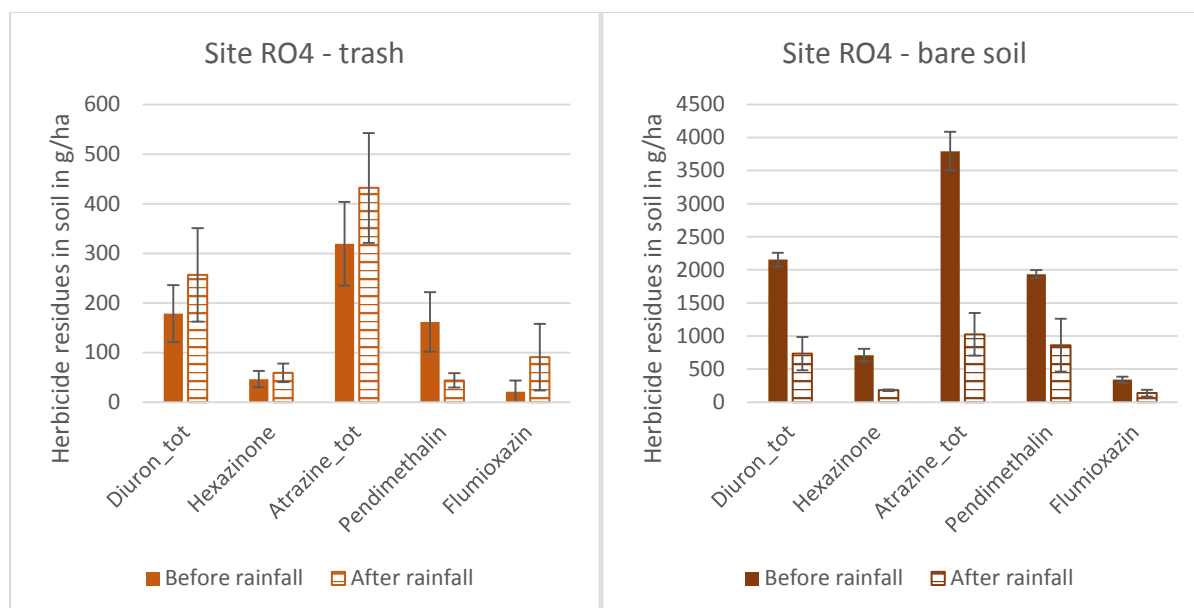 Site RO4 - trash
Herbicide residues in soil in g/ha
600
500
400
300
200
100
0
Diuron_tot
Hexazinone
Atrazine_tot
Pendimethalin
Flumioxazin
Before rainfall
After rainfall
Site RO4 - bare soil
Herbicide residues in soil in g/ha
4500
4000
3500
3000
2500
2000
1500
1000
500
0
Diuron_tot
Hexazinone
Atrazine_tot
Pendimethalin
Flumioxazin
Before rainfall
After rainfall